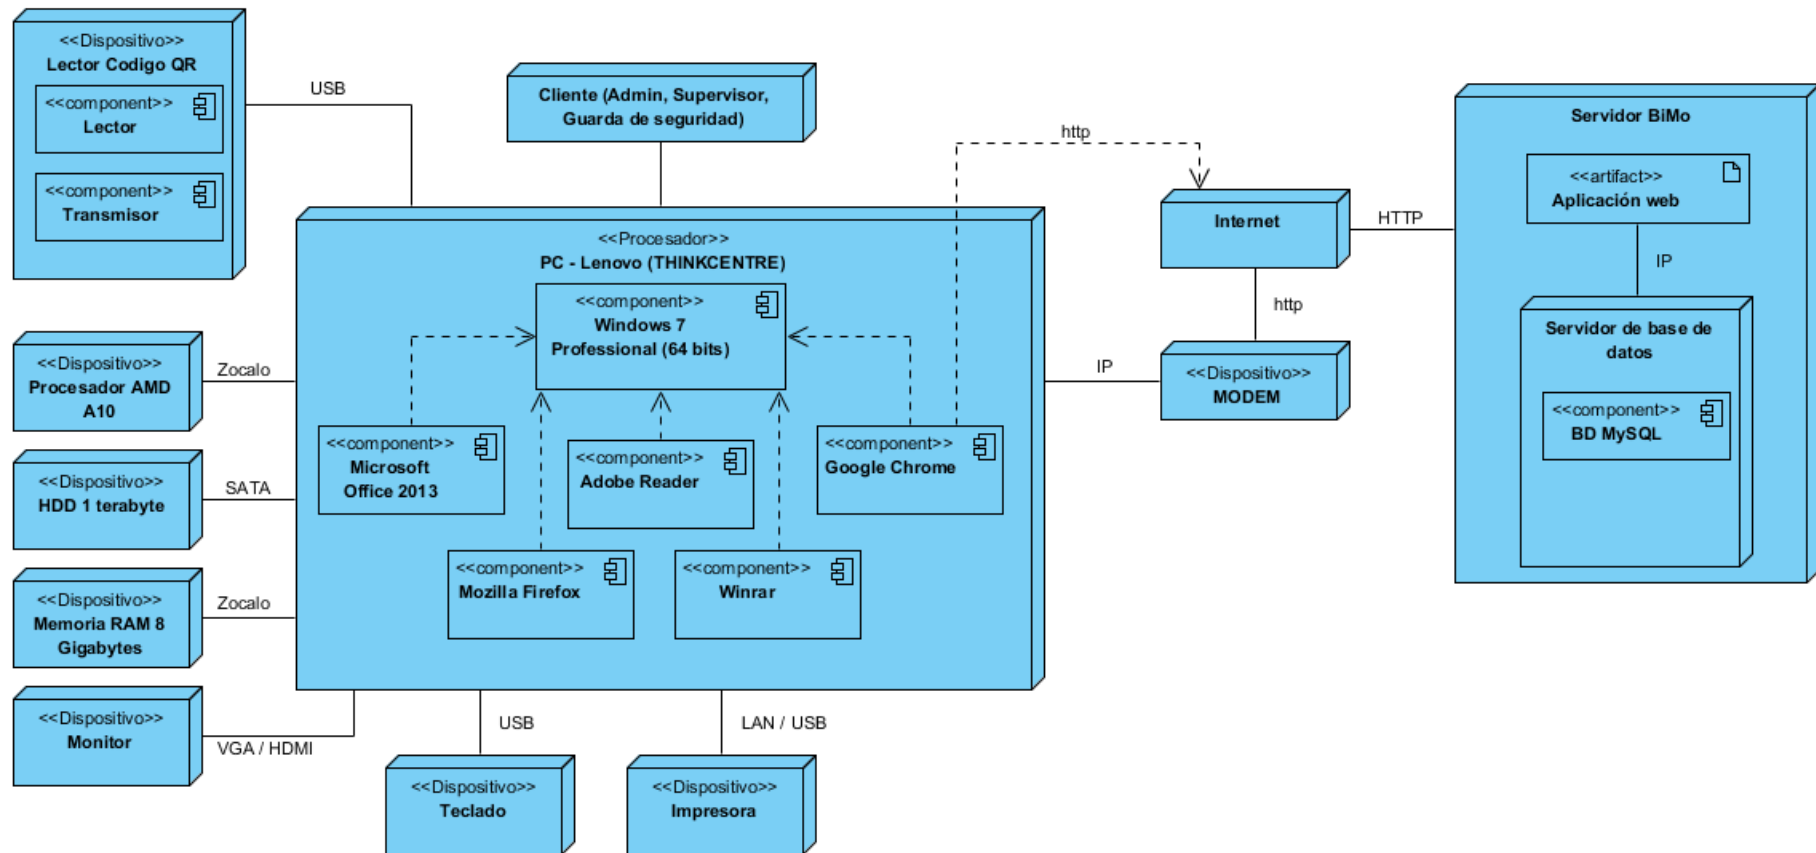 <<Dispositivo>>
Lector Codigo QR
<<component>>
Lector
<<component>>
Transmisor
USB
Cliente (Admin, Supervisor,
Guarda de seguridad)
http
Servidor BiMo
<<artifact>>
Aplicación web
IP
Servidor de base de
datos
<<component>>
BD MySQL
Internet
HTTP
http
<<Dispositivo>>
MODEM
IP
<<Procesador>>
PC - Lenovo (THINKCENTRE)
<<component>>
Windows 7
Professional (64 bits)
<<component>>
Microsoft
Office 2013
<<component>>
Adobe Reader
<<component>>
Google Chrome
<<component>>
Mozilla Firefox
<<component>>
Winrar
<<Dispositivo>>
Procesador AMD
A10
Zocalo
<<Dispositivo>>
HDD 1 terabyte
SATA
<<Dispositivo>>
Memoria RAM 8
Gigabytes
Zocalo
<<Dispositivo>>
Monitor
VGA / HDMI
USB
<<Dispositivo>>
Teclado
LAN / USB
<<Dispositivo>>
Impresora